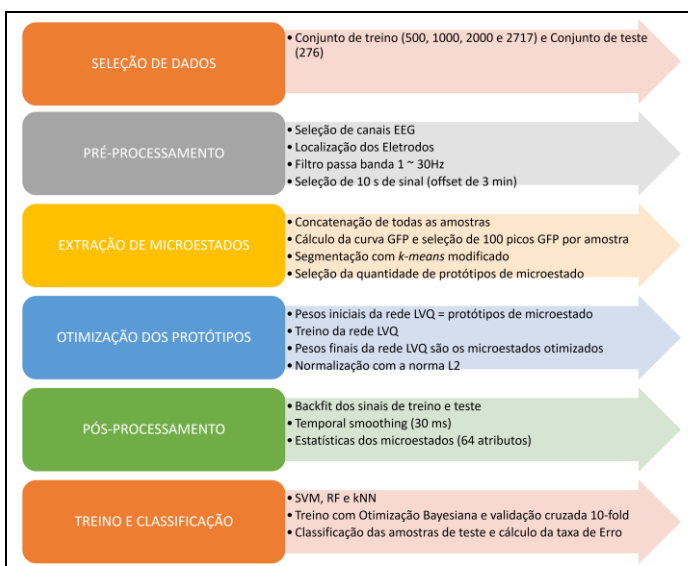 SELEÇÃO DE DADOS
• Conjunto de treino (500, 1000, 2000 e 2717) e Conjunto de teste
(276)
PRÉ-PROCESSAMENTO
• Seleção de canais EEG
• Localização dos Eletrodos
• Filtro passa banda 1 ~ 30Hz
• Seleção de 10 s de sinal (offset de 3 min)
EXTRAÇÃO DE MICROESTADOS
• Concatenação de todas as amostras
• Cálculo da curva GFP e seleção de 100 picos GFP por amostra
• Segmentação com k-means modificado
• Seleção da quantidade de protótipos de microestado
OTIMIZAÇÃO DOS PROTÓTIPOS
• Pesos iniciais da rede LVQ = protótipos de microestado
• Treino da rede LVQ
• Pesos finais da rede LVQ são os microestados otimizados
• Normalização com a norma L2
PÓS-PROCESSAMENTO
• Backfit dos sinais de treino e teste
• Temporal smoothing (30 ms)
• Estatísticas dos microestados (64 atributos)
TREINO E CLASSIFICAÇÃO
• SVM, RF e kNN
• Treino com Otimização Bayesiana e validação cruzada 10-fold
• Classificação das amostras de teste e cálculo da taxa de Erro